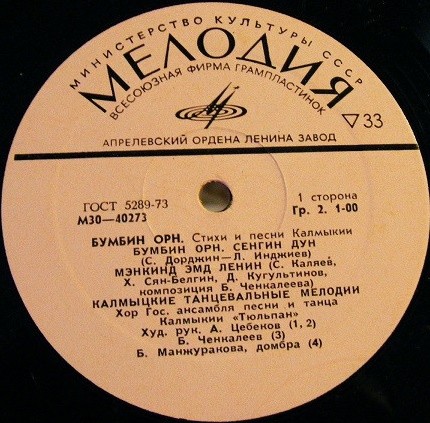 МИНИСТЕРСТВО КУЛЬТУРЫ СССР
МЕЛОДИЯ
ВСЕСОЮЗНАЯ ФИРМА ГРАМПЛАСТИНОК
33
АПРЕЛЕВСКИЙ ОРДЕНА ЛЕНИНА ЗАВОД
ГОСТ 5289-73
М30—40273
1 сторона
Гр. 2. 1-00
БУМБИН ОРН. Стихи и песни Калмыкии
БУМБИН ОРН. СЕНГИН ДУН
(С. Дорджин—Л. Инджиев)
МЭНКИНД ЭМД ЛЕНИН (С. Каляев,
Х. Сян-Белгин, Д. Кугультинов,
композиция Б. Ченкалеева)
КАЛМЫЦКИЕ ТАНЦЕВАЛЬНЫЕ МЕЛОДИИ
Хор Гос. ансамбля песни и танца
Калмыкии «Тюльпан»
Худ. рук. А. Цебеков (1, 2)
Б. Ченкалеев (3)
Б. Манжуракова, домбра (4)